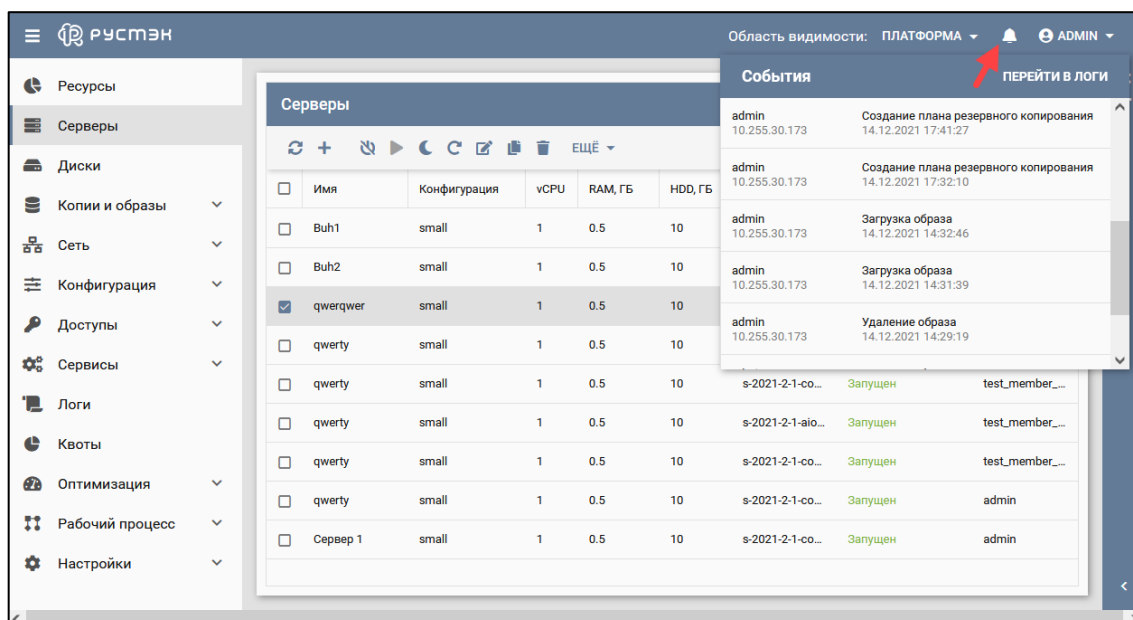 РУСТЭК
Область видимости: ПЛАТФОРМА ADMIN
Ресурсы
Серверы
Диски
Копии и образы
Сеть
Конфигурация
Доступы
Сервисы
Логи
Квоты
Оптимизация
Рабочий процесс
Настройки
Серверы
ЕЩЁ
Имя Конфигурация vCPU RAM, ГБ HDD, ГБ
Buh1 small 1 0.5 10
Buh2 small 1 0.5 10
qwerqwer small 1 0.5 10
qwerty small 1 0.5 10
qwerty small 1 0.5 10 s-2021-2-1-co... Запущен test_member_...
qwerty small 1 0.5 10 s-2021-2-1-aio... Запущен test_member_...
qwerty small 1 0.5 10 s-2021-2-1-co... Запущен test_member_...
qwerty small 1 0.5 10 s-2021-2-1-co... Запущен admin
Сервер 1 small 1 0.5 10 s-2021-2-1-co... Запущен admin
События ПЕРЕЙТИ В ЛОГИ
admin Создание плана резервного копирования
10.255.30.173 14.12.2021 17:41:27
admin Создание плана резервного копирования
10.255.30.173 14.12.2021 17:32:10
admin Загрузка образа
10.255.30.173 14.12.2021 14:32:46
admin Загрузка образа
10.255.30.173 14.12.2021 14:31:39
admin Удаление образа
10.255.30.173 14.12.2021 14:29:19